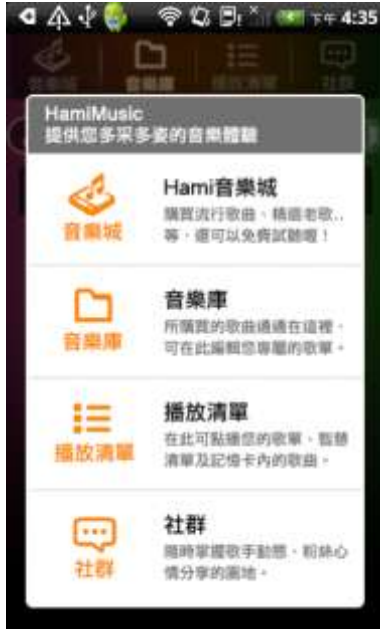 下午 4:35
HamiMusic
提供您多采多姿的音樂體驗
音樂城
Hami音樂城
購買流行歌曲、精選老歌..
等，還可以免費試聽喔！
音樂庫
音樂庫
所購買的歌曲通通在這裡，
可在此編輯您專屬的歌單。
播放清單
播放清單
在此可點播您的歌單、智慧
清單及記憶卡內的歌曲。
社群
社群
隨時掌握歌手動態、粉絲心
情分享的園地。